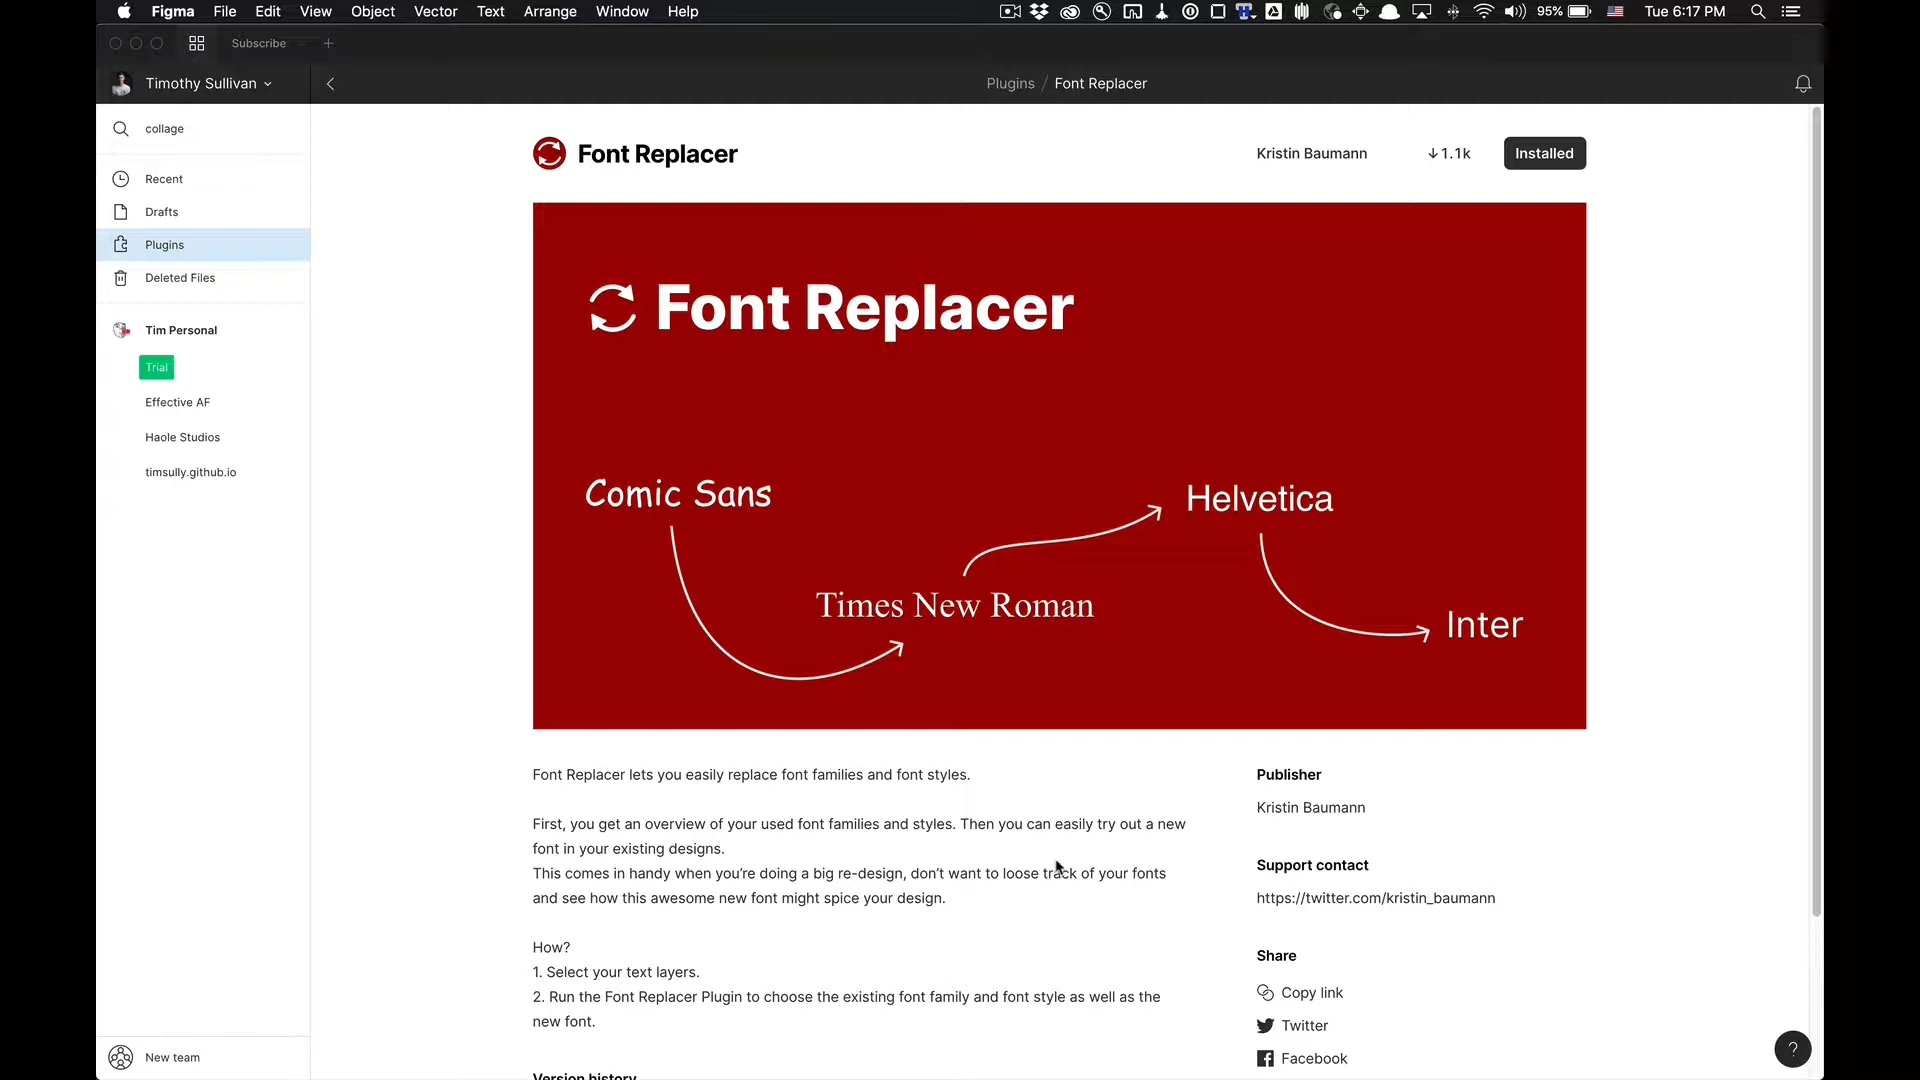 Figma File Edit View Object Vector Text Arrange Window Help
95% Tue 6:17 PM
Subscribe
Timothy Sullivan
Plugins / Font Replacer
collage
Recent
Drafts
Plugins
Deleted Files
Tim Personal
Trial
Effective AF
Haole Studios
timsully.github.io
New team
Font Replacer
Kristin Baumann
1.1k
Installed
Font Replacer
Comic Sans
Helvetica
Times New Roman
Inter
Font Replacer lets you easily replace font families and font styles.
First, you get an overview of your used font families and styles. Then you can easily try out a new
font in your existing designs.
This comes in handy when you’re doing a big re-design, don’t want to loose track of your fonts
and see how this awesome new font might spice your design.
How?
1. Select your text layers.
2. Run the Font Replacer Plugin to choose the existing font family and font style as well as the
new font.
Version history
Publisher
Kristin Baumann
Support contact
https://twitter.com/kristin_baumann
Share
Copy link
Twitter
Facebook
?